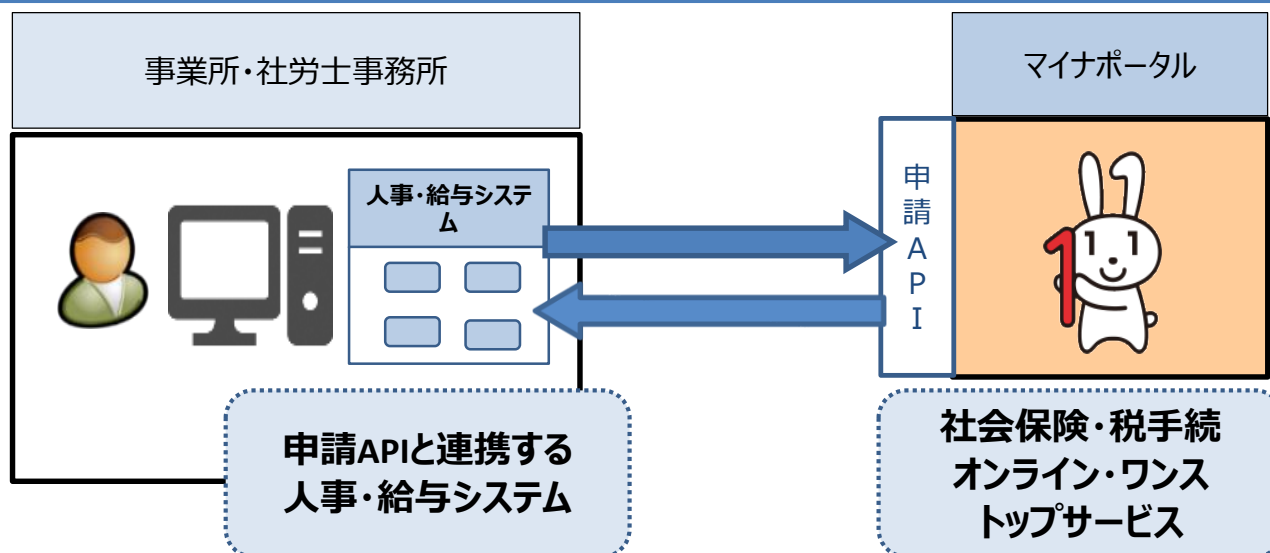 事業所・社労士事務所
マイナポータル
人事・給与システ
ム
申
請
A
P
I
1
申請APIと連携する
人事・給与システム
社会保険・税手続
オンライン・ワンス
トップサービス